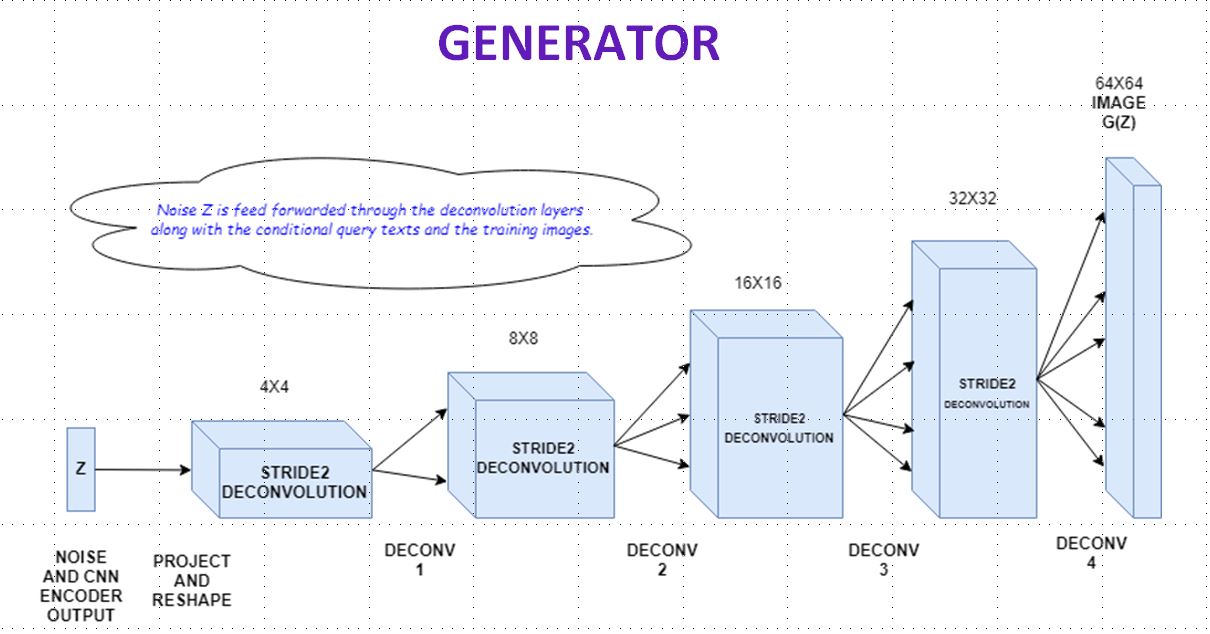 GENERATOR
64X64
IMAGE
G(Z)
Noise Z is feed forwarded through the deconvolution layers
along with the conditional query texts and the training images.
32X32
16X16
8X8
4X4
Z
STRIDE2
DECONVOLUTION
STRIDE2
DECONVOLUTION
STRIDE2
DECONVOLUTION
STRIDE2
DECONVOLUTION
NOISE
AND CNN
ENCODER
OUTPUT
PROJECT
AND
RESHAPE
DECONV
1
DECONV
2
DECONV
3
DECONV
4